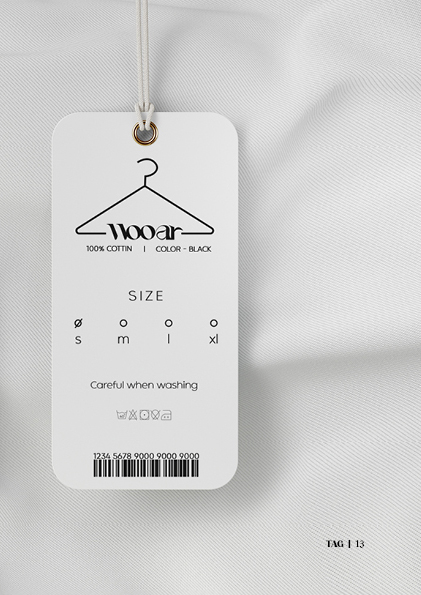 Wooar
100% COTTIN | COLOR - BLACK
SIZE
s m l xl
Careful when washing
1234 5678 9000 9000 9000
TAG | 13